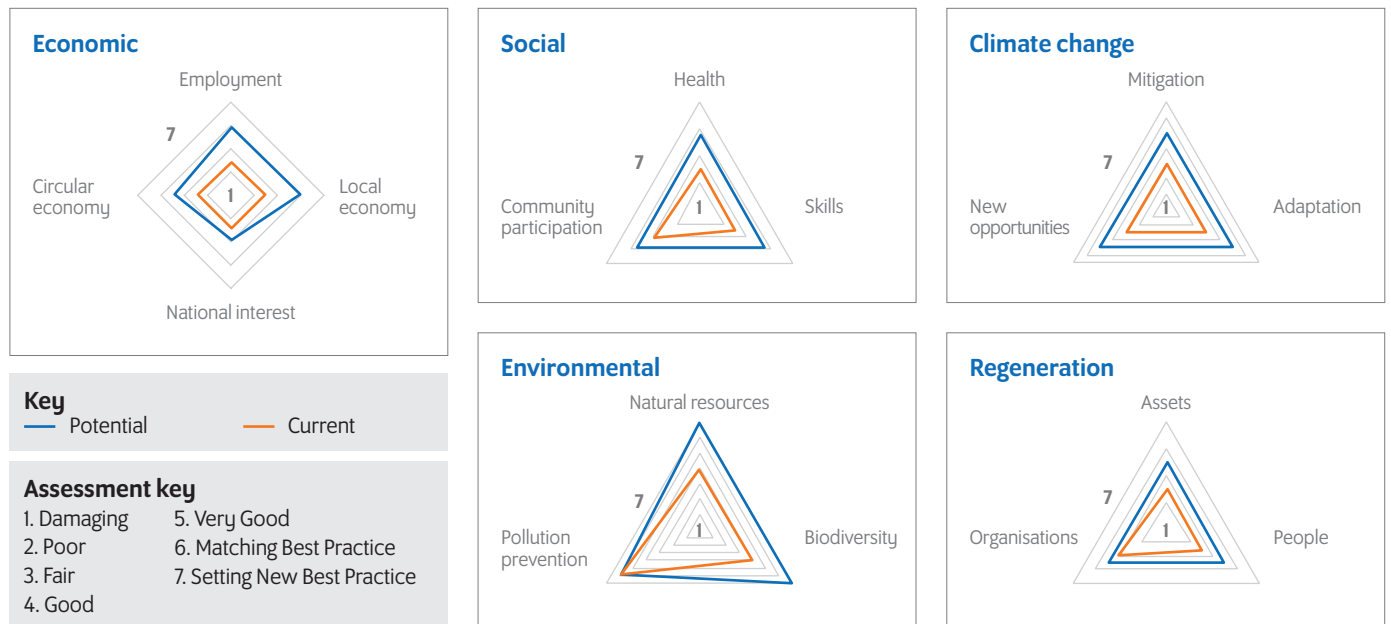 Economic
Employment
7
Circular
economy
1
Local
economy
National interest
Social
Health
7
Community
participation
1
Skills
Climate change
Mitigation
7
New
opportunities
1
Adaptation
Key
Potential
Current
Assessment key
1. Damaging
2. Poor
3. Fair
4. Good
5. Very Good
6. Matching Best Practice
7. Setting New Best Practice
Environmental
Natural resources
7
Pollution
prevention
1
Biodiversity
Regeneration
Assets
7
Organisations
1
People